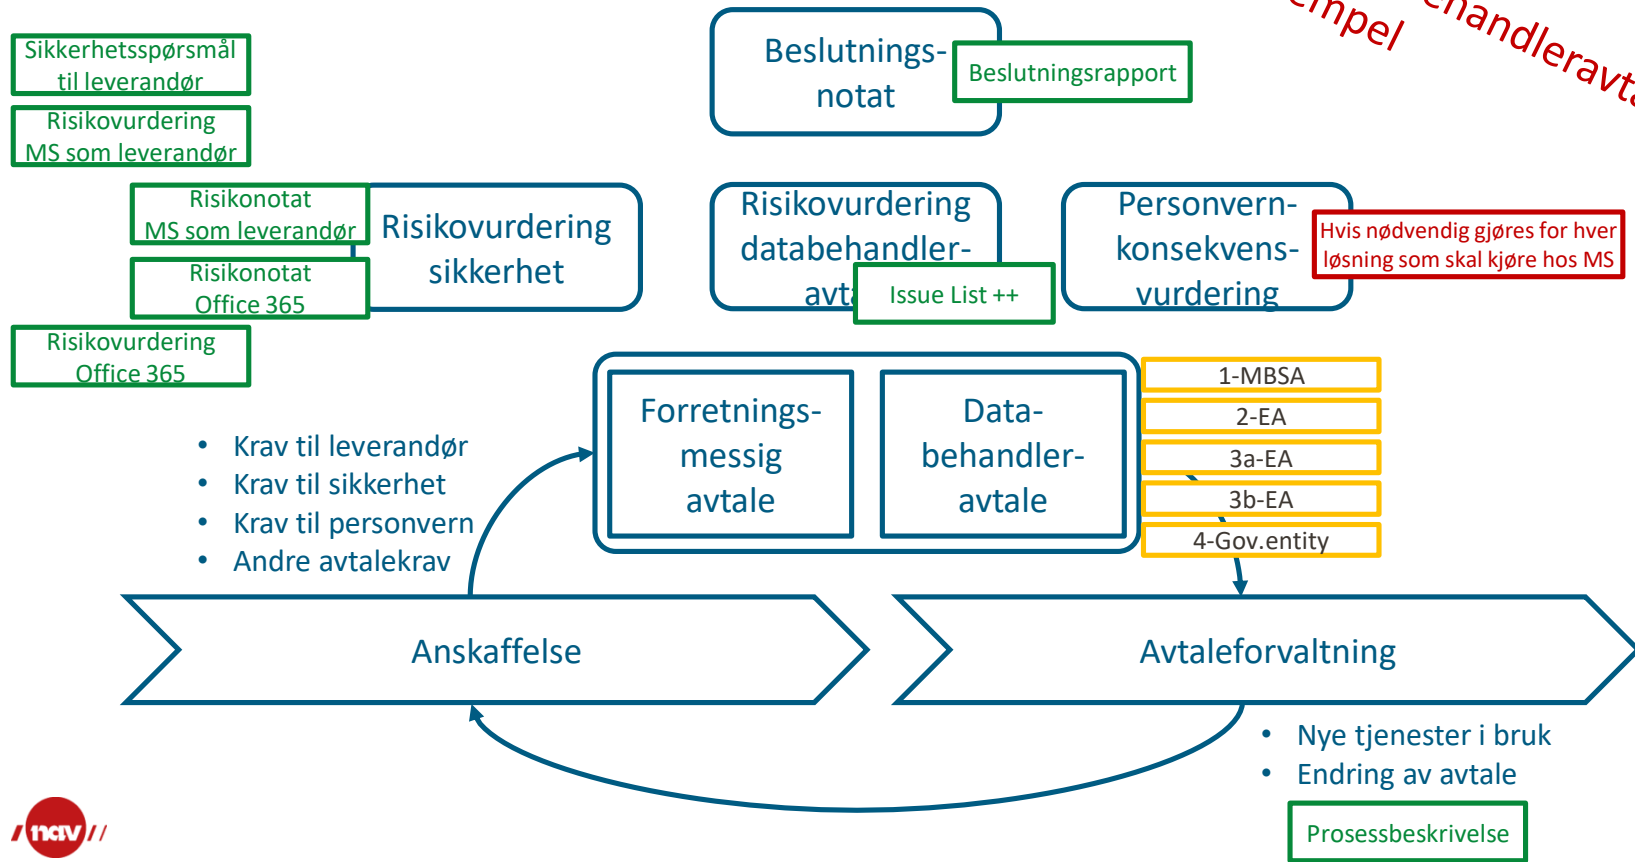 Sikkerhetsspørsmål
til leverandør
Risikovurdering
MS som leverandør
Risikonotat
MS som leverandør
Risikonotat
Office 365
Risikovurdering
Office 365
Beslutnings-
notat
Beslutningsrapport
Risikovurdering
sikkerhet
Risikovurdering
databehandler-
Issue List ++
Personvern-
konsekvens-
vurdering
Hvis nødvendig gjøres for hver
løsning som skal kjøre hos MS
Forretnings-
messig
avtale
Data-
behandler-
avtale
1-MBSA
2-EA
3a-EA
3b-EA
4-Gov.entity
• Krav til leverandør
• Krav til sikkerhet
• Krav til personvern
• Andre avtalekrav
Anskaffelse
Avtaleforvaltning
• Nye tjenester i bruk
• Endring av avtale
Prosessbeskrivelse
nav